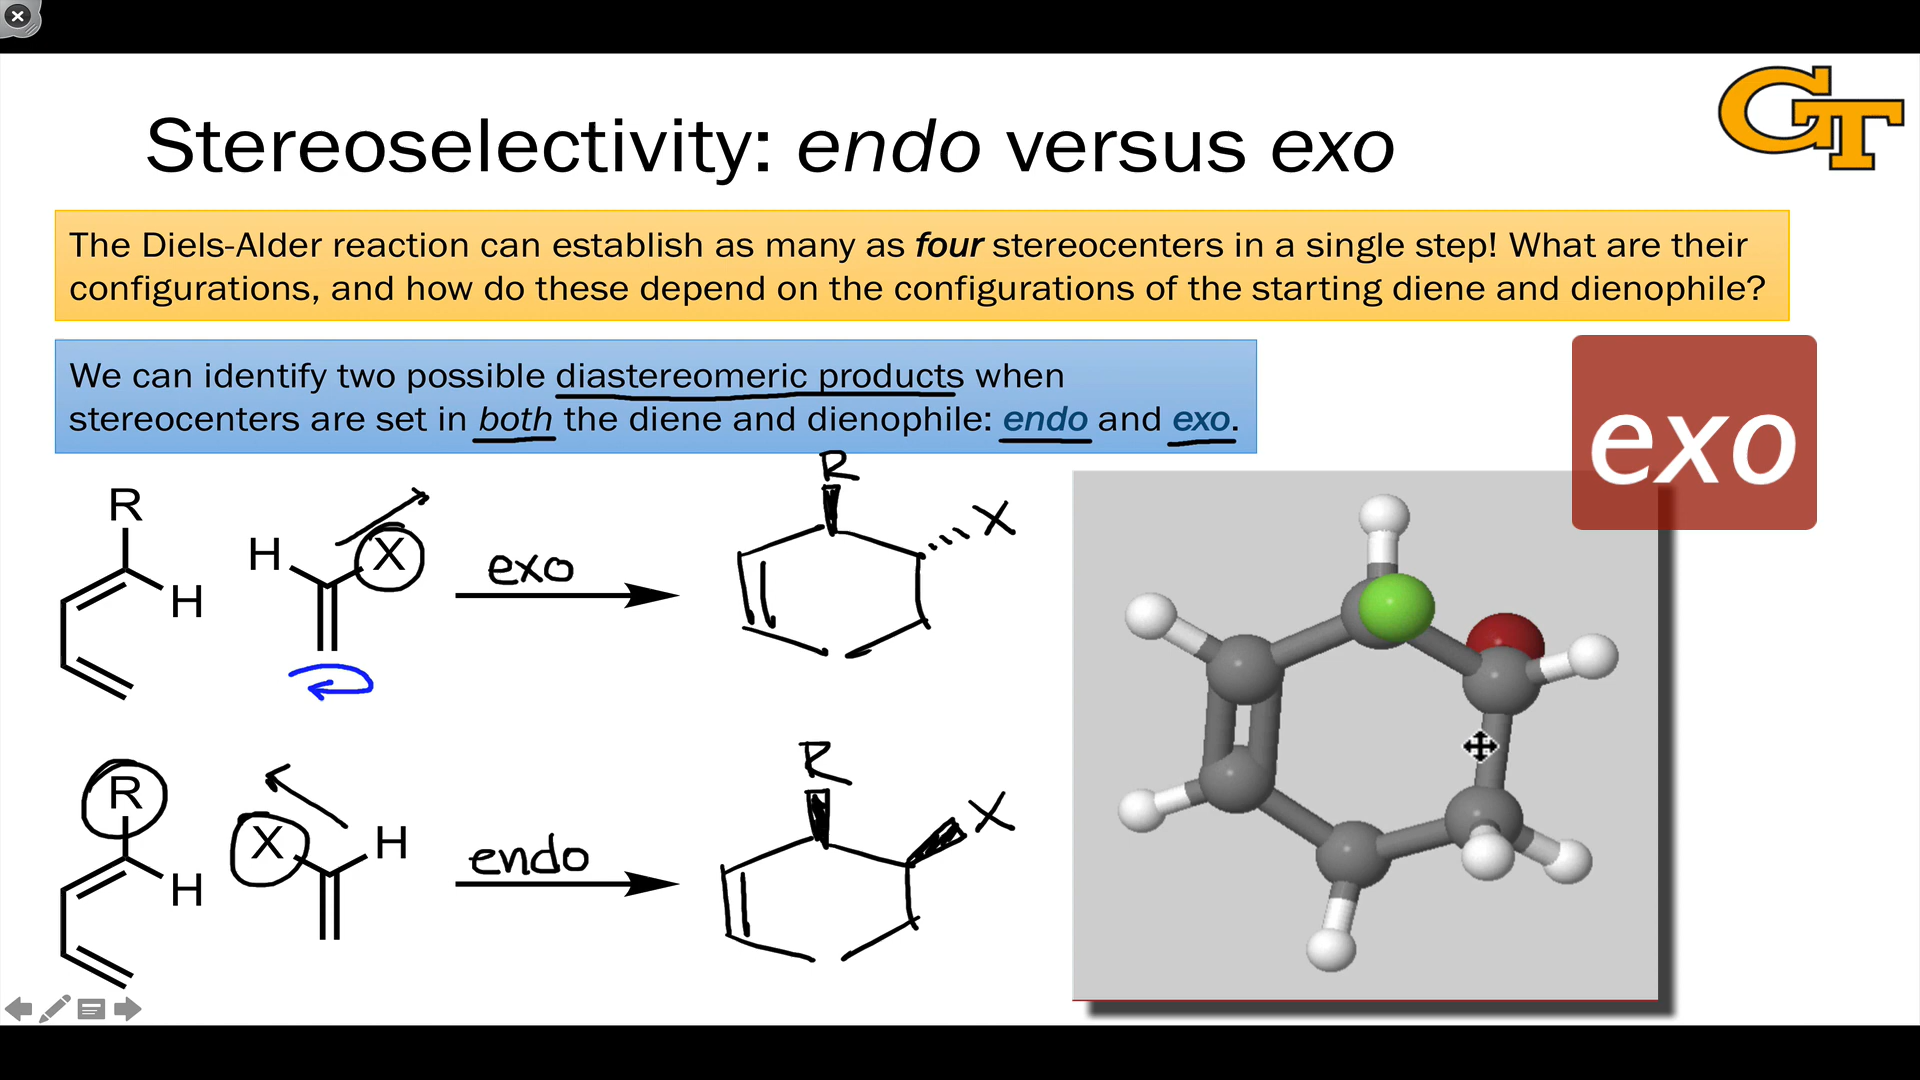 GT
Stereoselectivity: endo versus exo
The Diels-Alder reaction can establish as many as four stereocenters in a single step! What are their
configurations, and how do these depend on the configurations of the starting diene and dienophile?
We can identify two possible diastereomeric products when
stereocenters are set in both the diene and dienophile: endo and exo.
exo
R
H
H
X
exo
R
X
R
H
X
H
endo
R
X